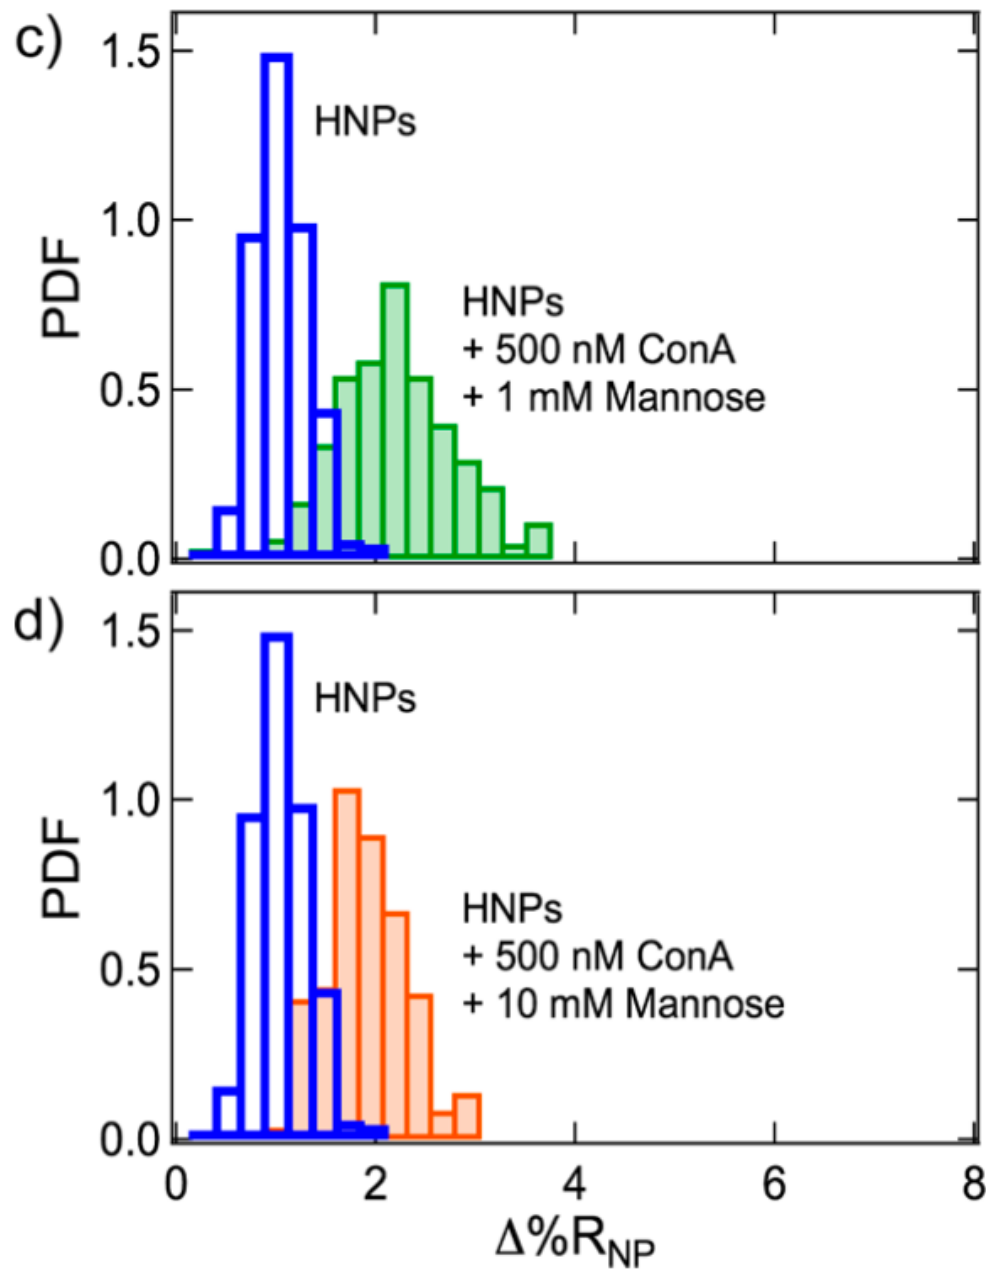 c)
1.5
HNPs
1.0
PDF
HNPs
+ 500 nM ConA
+ 1 mM Mannose
0.5
0.0
d)
1.5
HNPs
1.0
PDF
HNPs
+ 500 nM ConA
+ 10 mM Mannose
0.5
0.0
0 2 4 6 8
Δ%R_NP